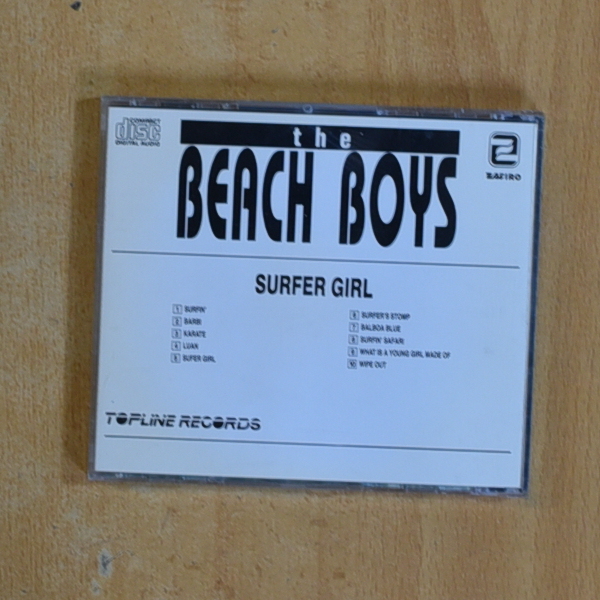 COMPACT
disc
DIGITAL AUDIO
the
BEACH BOYS
ZAFIRO
SURFER GIRL
1 SURFIN'
2 BARBI
3 KARATE
4 LUAN
5 SUFER GIRL
6 SURFER'S STOMP
7 BALBOA BLUE
8 SURFIN' SAFARI
9 WHAT IS A YOUNG GIRL MADE OF
10 WIPE OUT
TOPLINE RECORDS